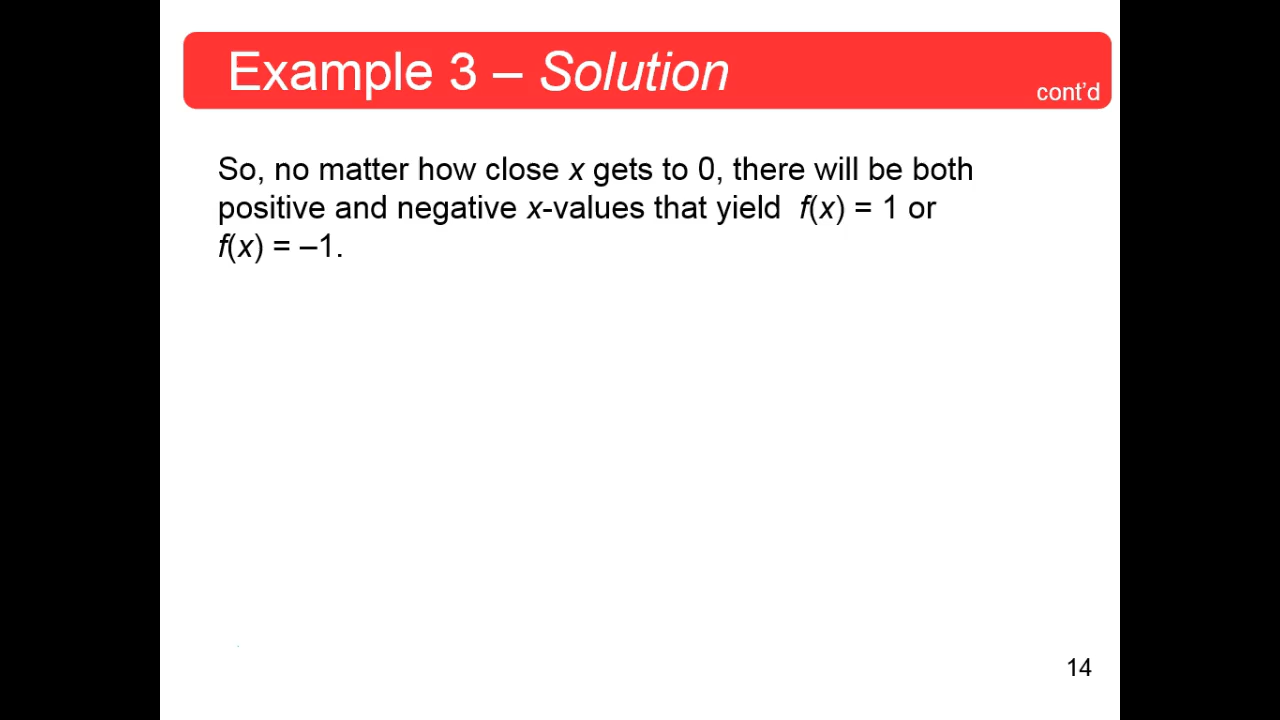 Example 3 – Solution
cont’d
So, no matter how close x gets to 0, there will be both
positive and negative x-values that yield f(x) = 1 or
f(x) = –1.
14